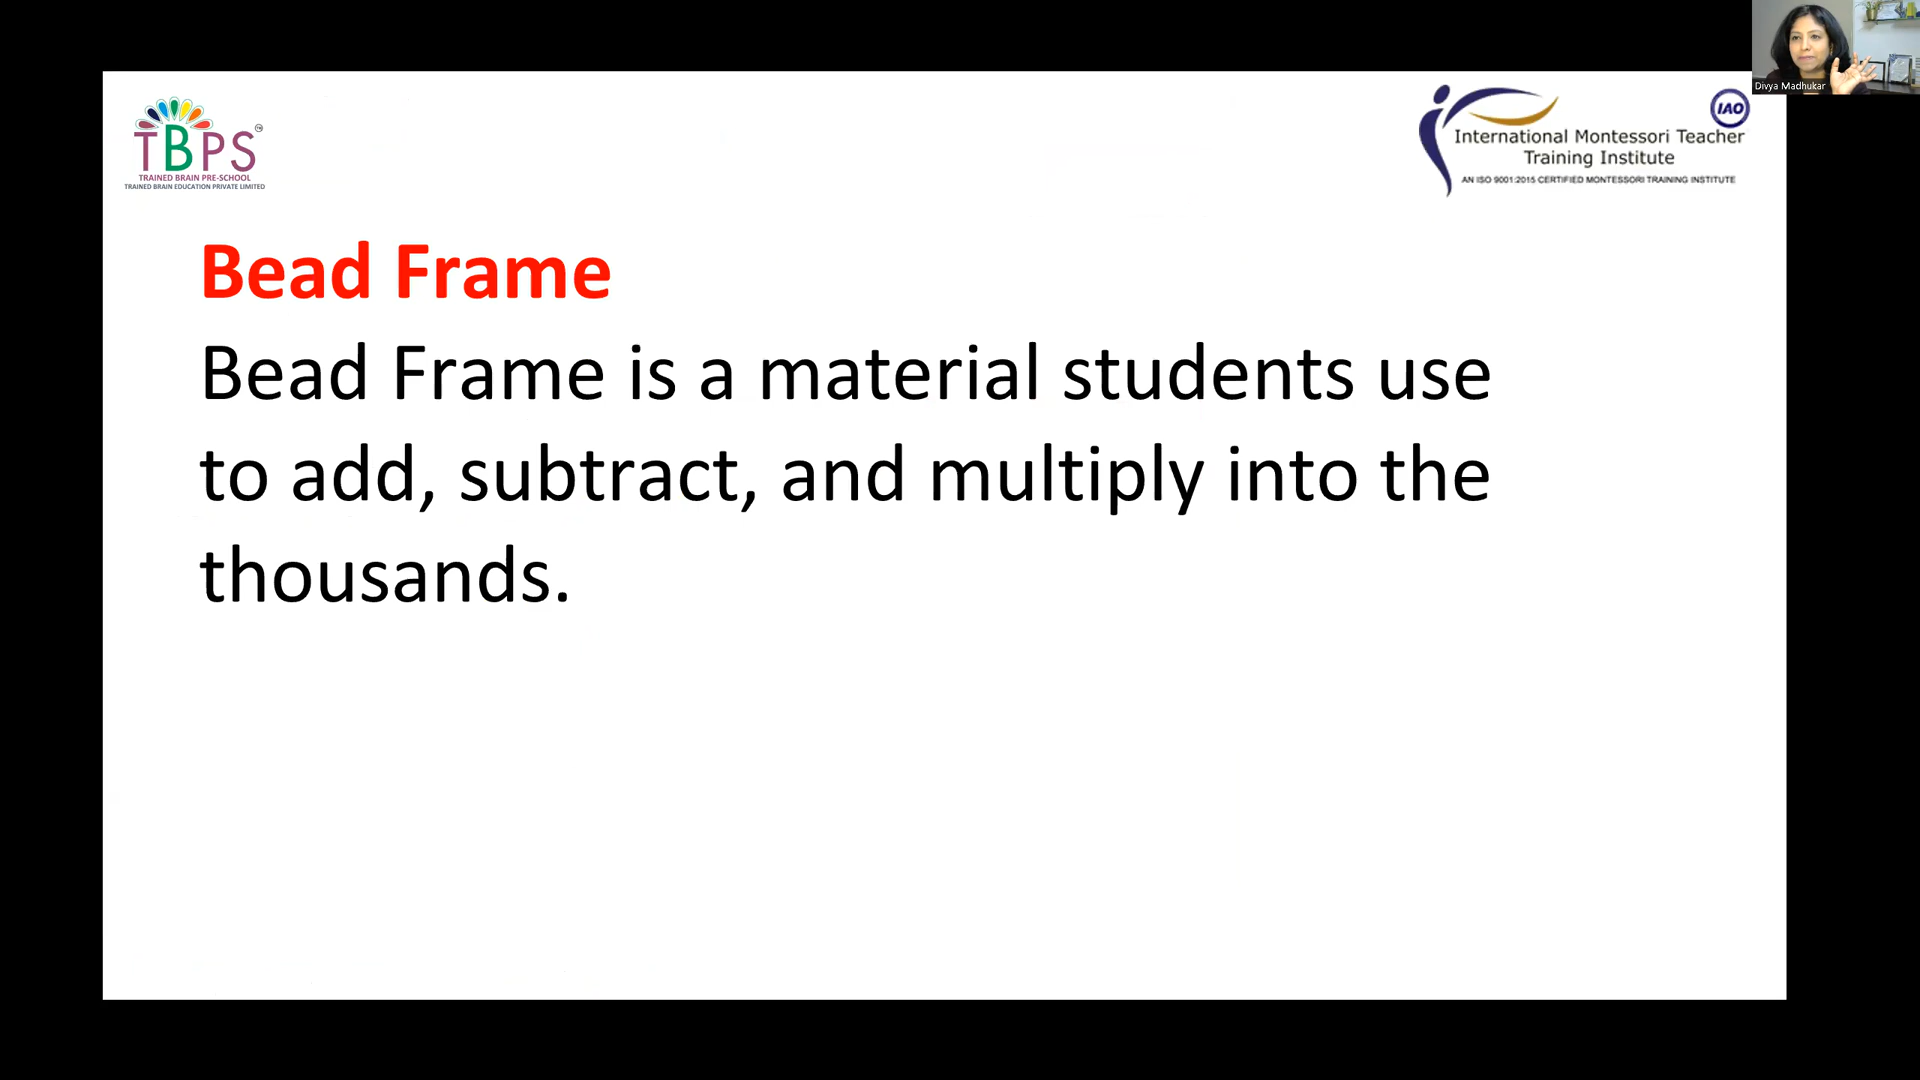 Divya Madhukar
TBPS
TM
TRAINED BRAIN PRE-SCHOOL
TRAINED BRAIN EDUCATION PRIVATE LIMITED
IAO
International Montessori Teacher
Training Institute
AN ISO 9001:2015 CERTIFIED MONTESSORI TRAINING INSTITUTE
Bead Frame
Bead Frame is a material students use
to add, subtract, and multiply into the
thousands.